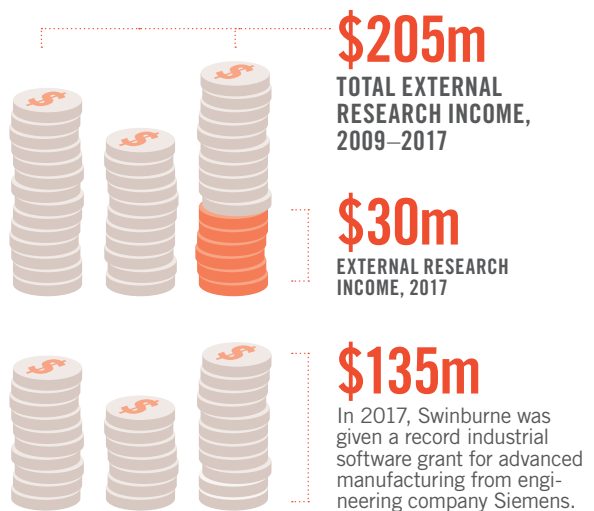 $205m
TOTAL EXTERNAL
RESEARCH INCOME,
2009–2017
$30m
EXTERNAL RESEARCH
INCOME, 2017
$135m
In 2017, Swinburne was
given a record industrial
software grant for advanced
manufacturing from engi-
neering company Siemens.
$
$
$
$
$
$